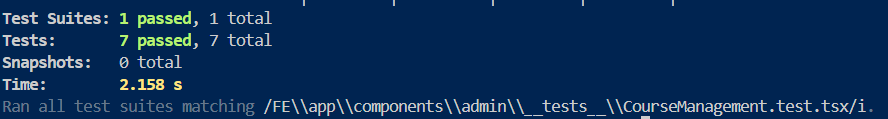 Test Suites: 1 passed, 1 total
Tests:       7 passed, 7 total
Snapshots:   0 total
Time:        2.158 s
Ran all test suites matching /FE\\app\\components\\admin\\__tests__\\CourseManagement.test.tsx/i.